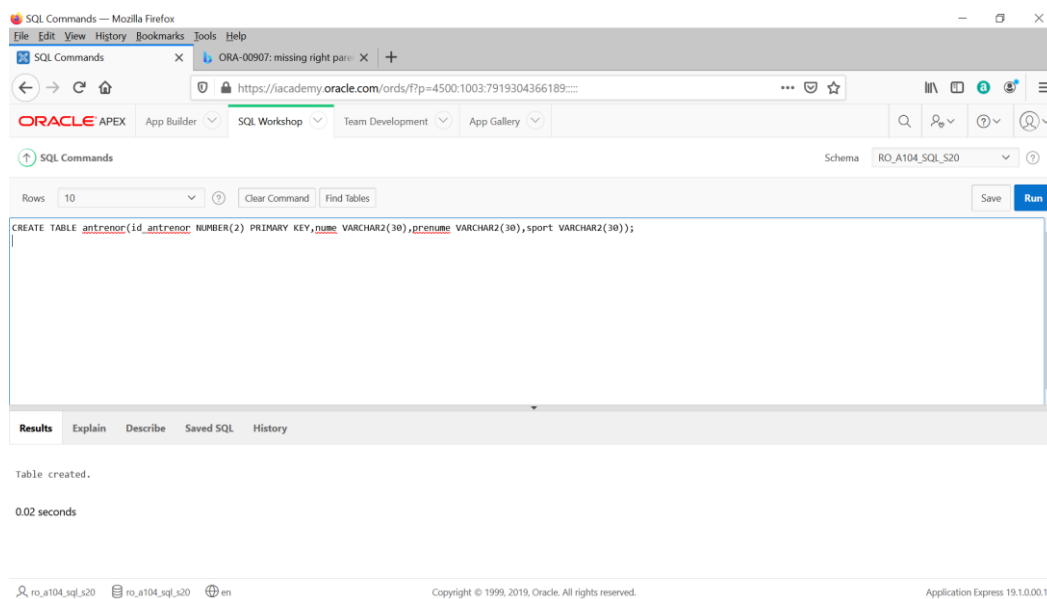 SQL Commands — Mozilla Firefox
File Edit View History Bookmarks Tools Help
SQL Commands ORA-00907: missing right pare
https://iacademy.oracle.com/ords/f?p=4500:1003:7919304366189:::::
ORACLE APEX App Builder SQL Workshop Team Development App Gallery
SQL Commands Schema RO_A104_SQL_S20
Rows 10 Clear Command Find Tables Save Run
CREATE TABLE antrenor(id_antrenor NUMBER(2) PRIMARY KEY,nume VARCHAR2(30),prenume VARCHAR2(30),sport VARCHAR2(30));
Results Explain Describe Saved SQL History
Table created.
0.02 seconds
ro_a104_sql_s20 ro_a104_sql_s20 en Copyright © 1999, 2019, Oracle. All rights reserved. Application Express 19.1.0.00.1